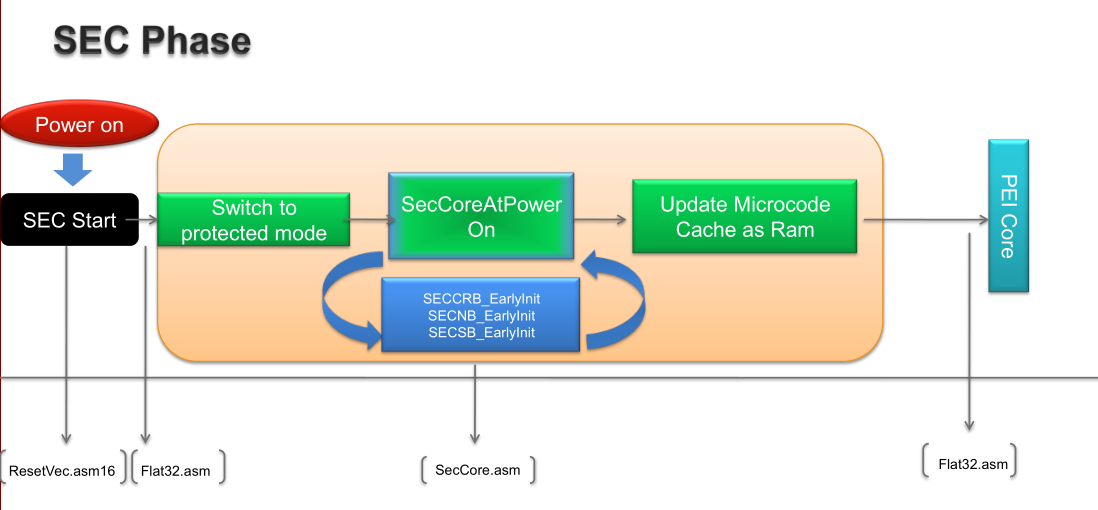 SEC Phase
Power on
SEC Start
Switch to
protected mode
SecCoreAtPower
On
Update Microcode
Cache as Ram
PEI Core
SECCRB_EarlyInit
SECNB_EarlyInit
SECSB_EarlyInit
ResetVec.asm16
Flat32.asm
SecCore.asm
Flat32.asm